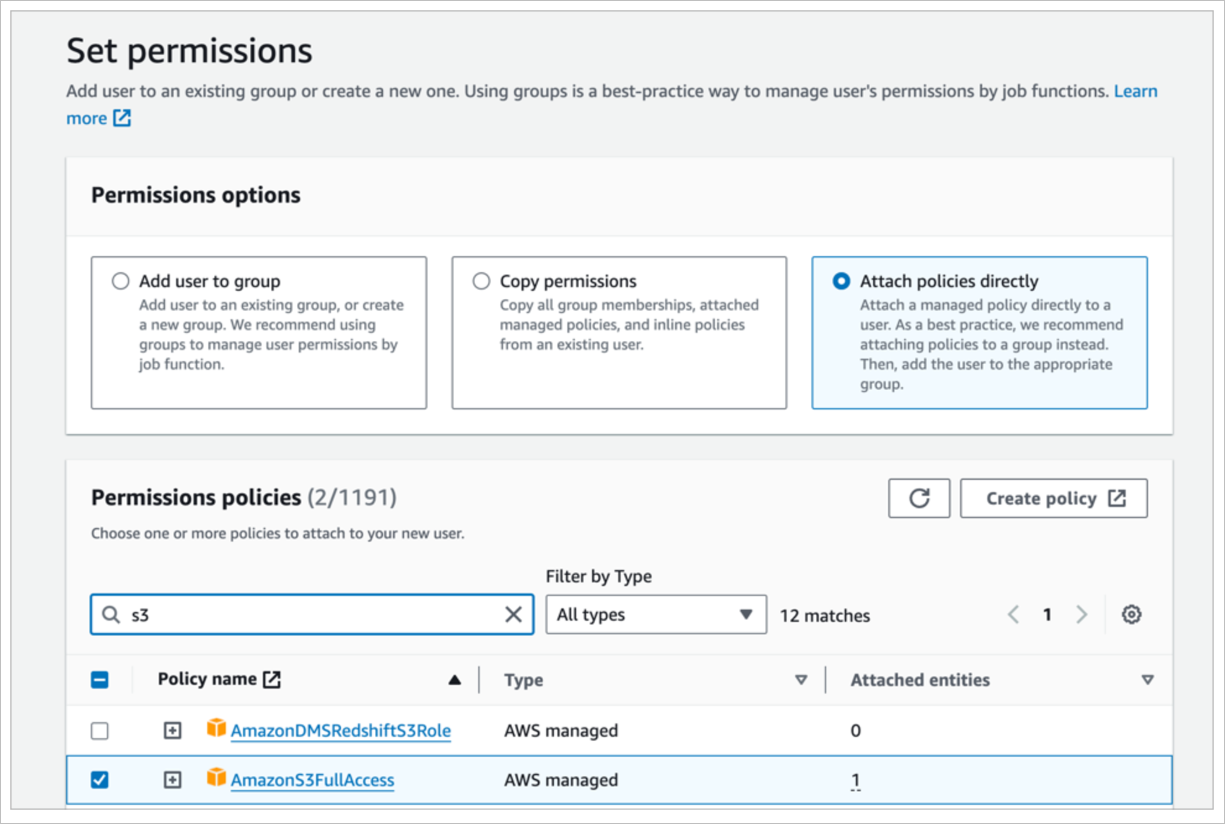 Set permissions
Add user to an existing group or create a new one. Using groups is a best-practice way to manage user's permissions by job functions. Learn
more
Permissions options
Add user to group
Add user to an existing group, or create
a new group. We recommend using
groups to manage user permissions by
job function.
Copy permissions
Copy all group memberships, attached
managed policies, and inline policies
from an existing user.
Attach policies directly
Attach a managed policy directly to a
user. As a best practice, we recommend
attaching policies to a group instead.
Then, add the user to the appropriate
group.
Permissions policies (2/1191)
Create policy
Choose one or more policies to attach to your new user.
Filter by Type
s3
All types
12 matches
1
Policy name
Type
Attached entities
AmazonDMSRedshiftS3Role
AWS managed
0
AmazonS3FullAccess
AWS managed
1